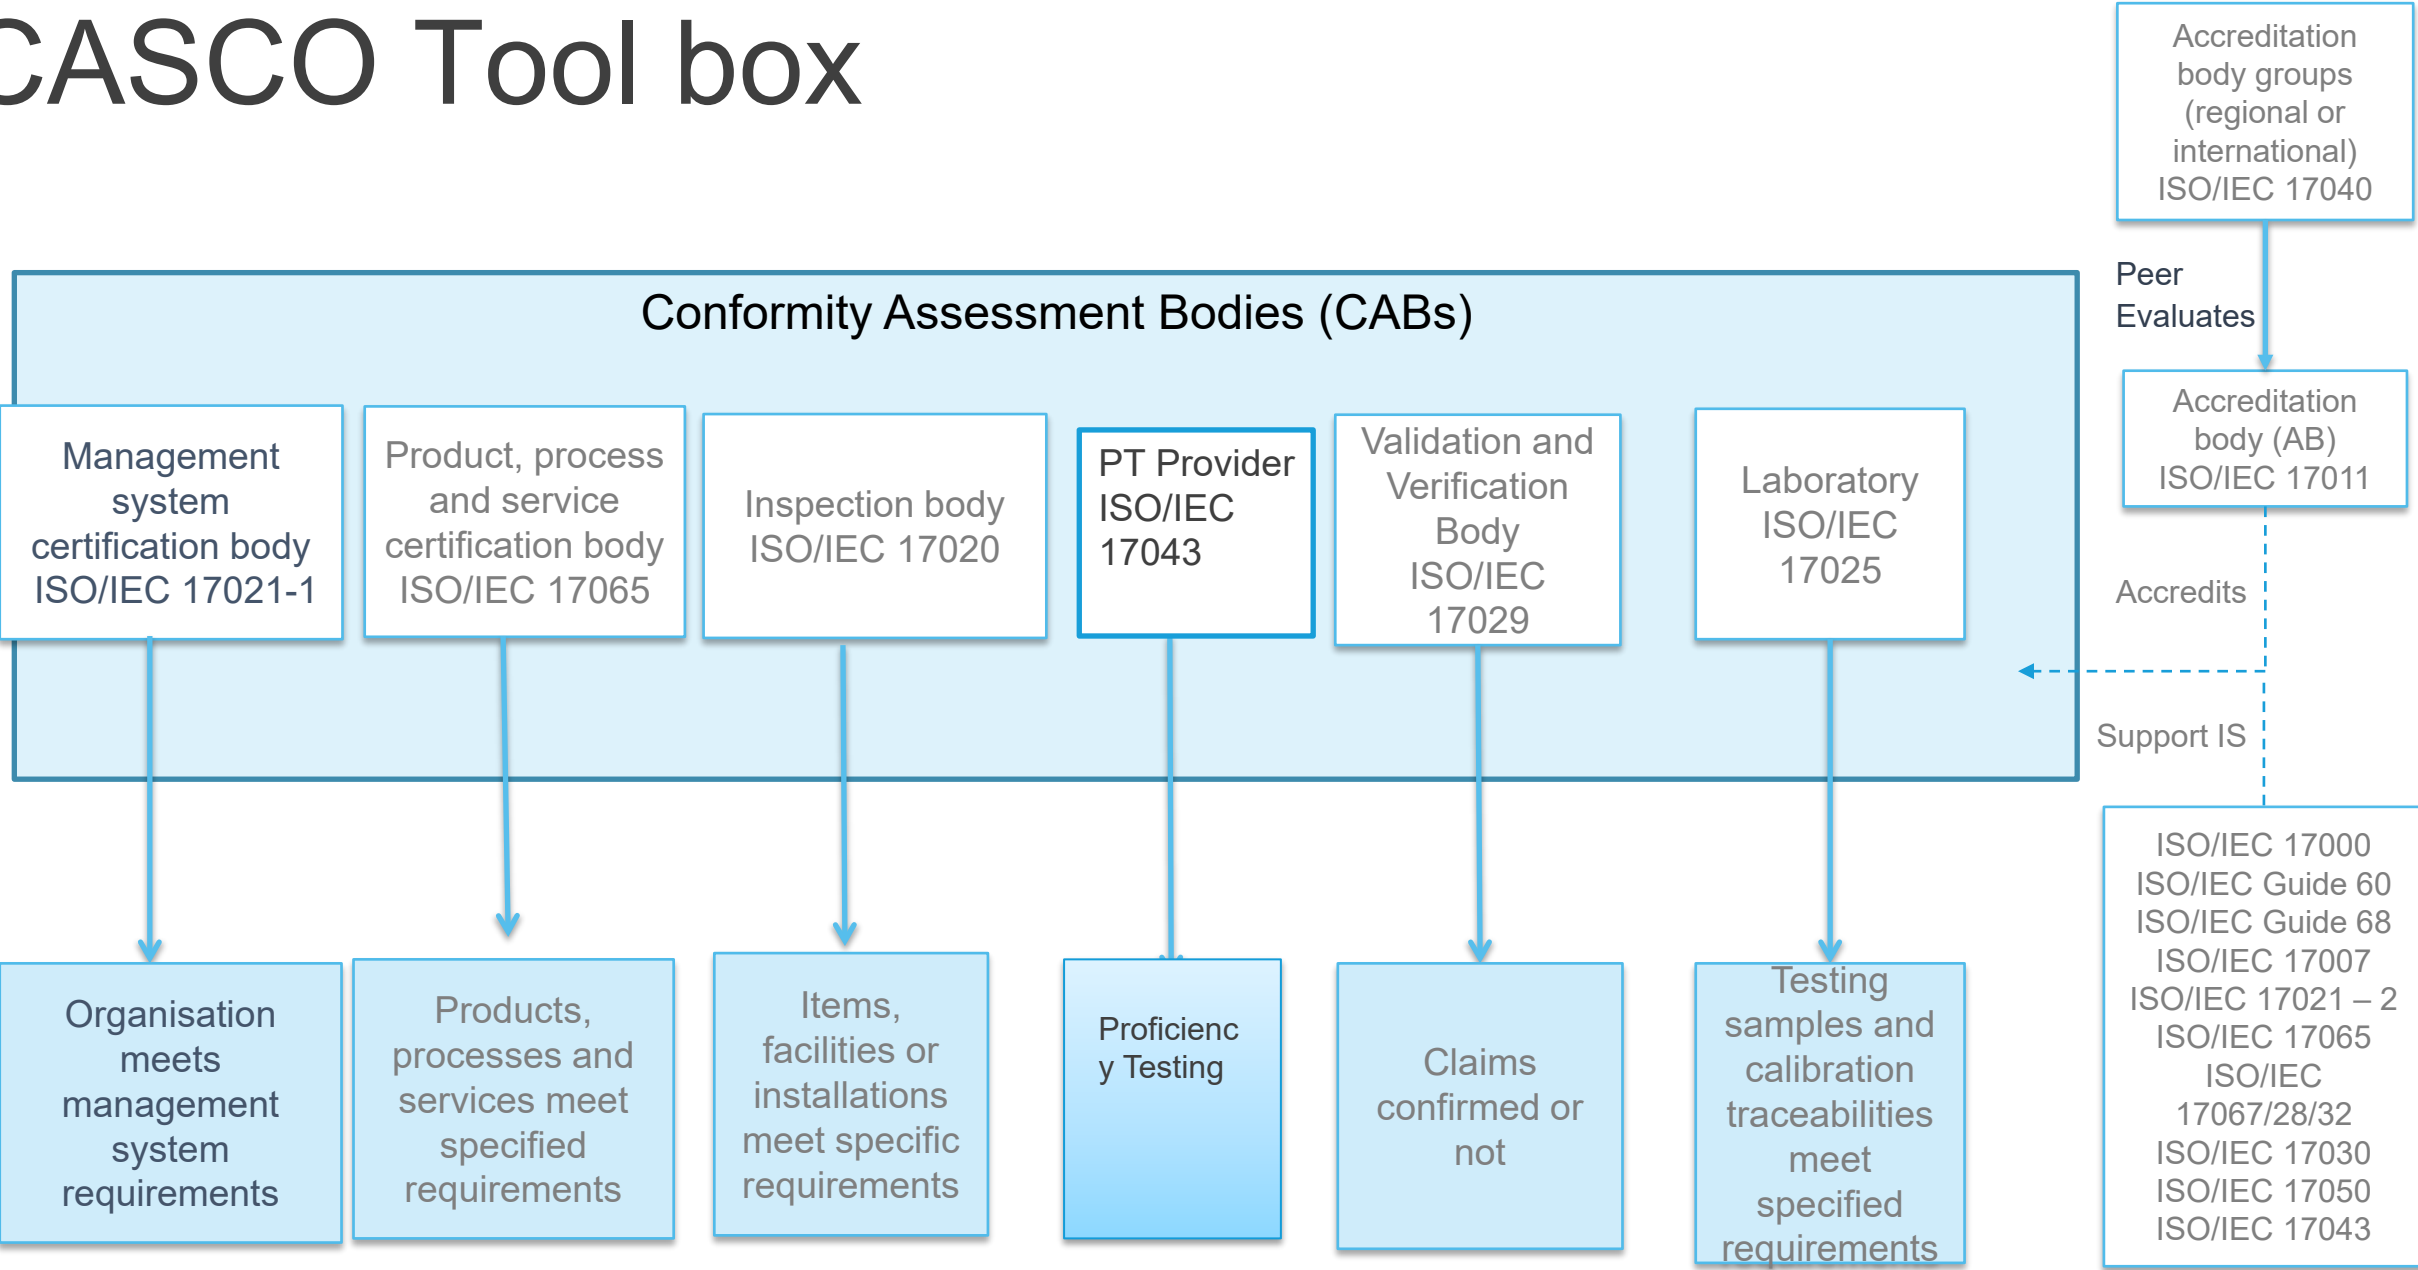 CASCO Tool box
Accreditation
body groups
(regional or
international)
ISO/IEC 17040
Peer
Evaluates
Conformity Assessment Bodies (CABs)
Management
system
certification body
ISO/IEC 17021-1
Product, process
and service
certification body
ISO/IEC 17065
Inspection body
ISO/IEC 17020
PT Provider
ISO/IEC
17043
Validation and
Verification
Body
ISO/IEC
17029
Laboratory
ISO/IEC
17025
Accreditation
body (AB)
ISO/IEC 17011
Accredits
Support IS
Organisation
meets
management
system
requirements
Products,
processes and
services meet
specified
requirements
Items,
facilities or
installations
meet specific
requirements
Proficienc
y Testing
Claims
confirmed or
not
Testing
samples and
calibration
traceabilities
meet
specified
requirements
ISO/IEC 17000
ISO/IEC Guide 60
ISO/IEC Guide 68
ISO/IEC 17007
ISO/IEC 17021 – 2
ISO/IEC 17065
ISO/IEC
17067/28/32
ISO/IEC 17030
ISO/IEC 17050
ISO/IEC 17043